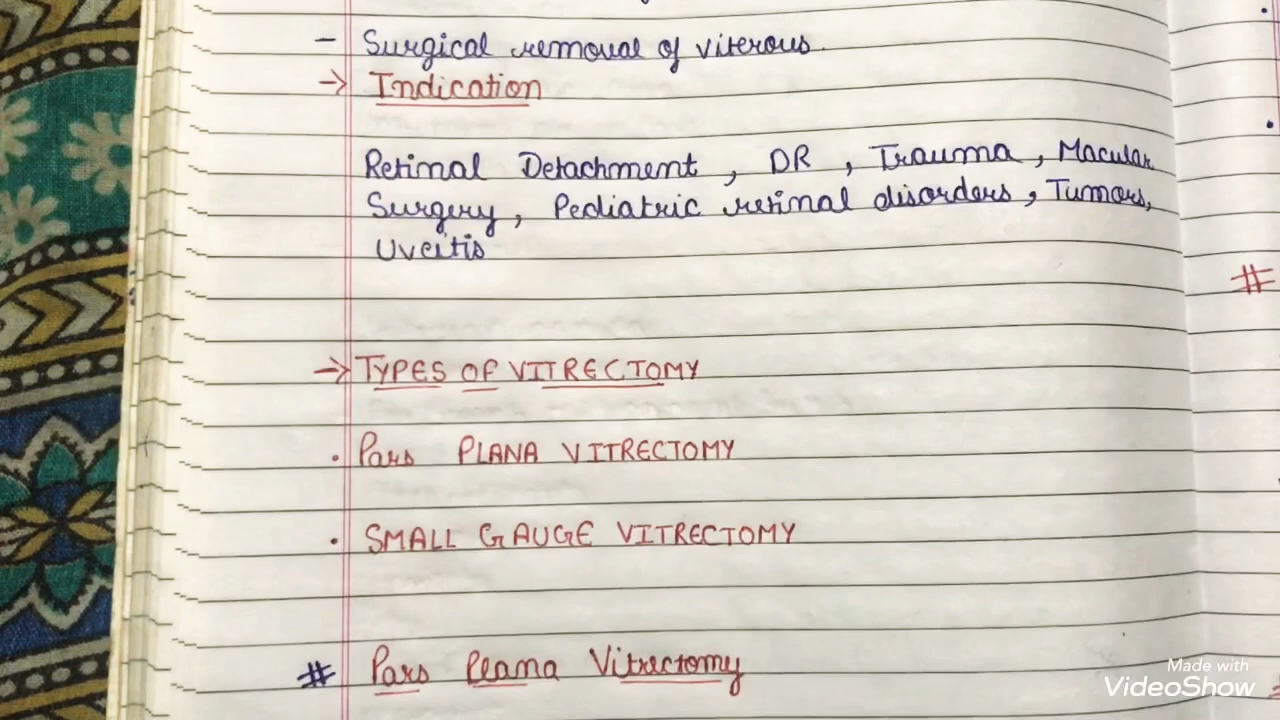 - Surgical removal of viterous.
→ Indication
Retinal Detachment, DR, Trauma, Macular
Surgery, Pediatric retinal disorders, Tumors,
Uveitis
→ TYPES OF VITRECTOMY
. Pars PLANA VITRECTOMY
. SMALL GAUGE VITRECTOMY
# Pars Plana Vitrectomy
#
Made with
VideoShow